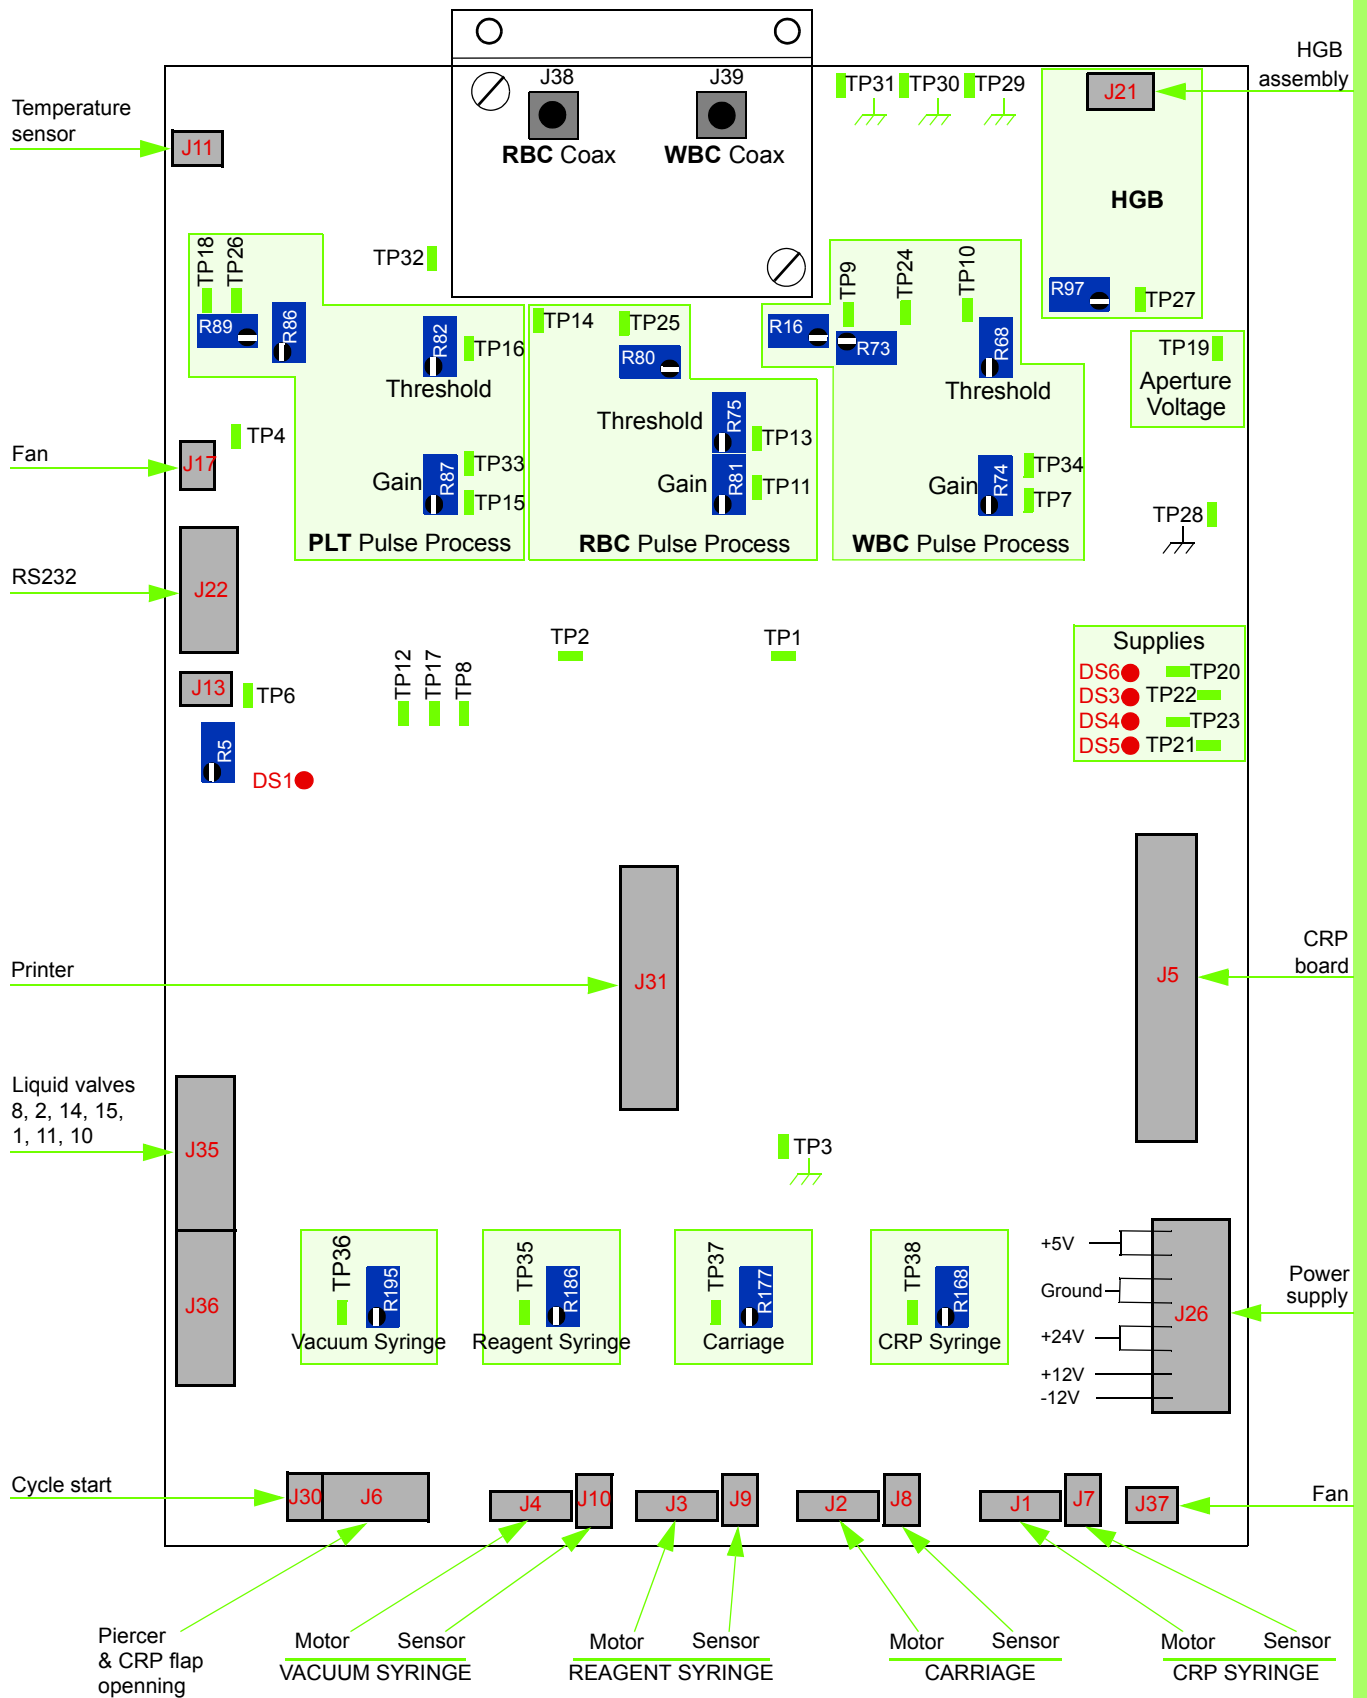 HGB
assembly
J38
J39
TP31
TP30
TP29
J21
Temperature
sensor
J11
RBC Coax
WBC Coax
HGB
TP18
TP26
TP32
TP9
TP24
TP10
R97
TP27
R89
R86
R82
TP16
Threshold
TP14
TP25
R80
R16
R73
R68
Threshold
TP19
Aperture
Voltage
Threshold
R75
TP13
TP4
Fan
J17
Gain
R87
TP33
TP15
Gain
R81
TP11
Gain
R74
TP34
TP7
PLT Pulse Process
RBC Pulse Process
WBC Pulse Process
TP28
RS232
J22
TP2
TP1
Supplies
DS6
TP20
DS3
TP22
DS4
TP23
DS5
TP21
J13
TP6
TP12
TP17
TP8
R5
DS1
Printer
J31
J5
CRP
board
Liquid valves
8, 2, 14, 15,
1, 11, 10
J35
TP3
J36
TP36
R195
Vacuum Syringe
TP35
R186
Reagent Syringe
TP37
R177
Carriage
TP38
R168
CRP Syringe
+5V
Ground
+24V
+12V
-12V
J26
Power
supply
Cycle start
J30
J6
J4
J10
J3
J9
J2
J8
J1
J7
J37
Fan
Piercer
& CRP flap
openning
Motor
Sensor
VACUUM SYRINGE
Motor
Sensor
REAGENT SYRINGE
Motor
Sensor
CARRIAGE
Motor
Sensor
CRP SYRINGE